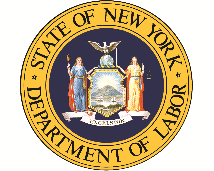 STATE OF NEW YORK
EXCELSIOR
DEPARTMENT OF LABOR